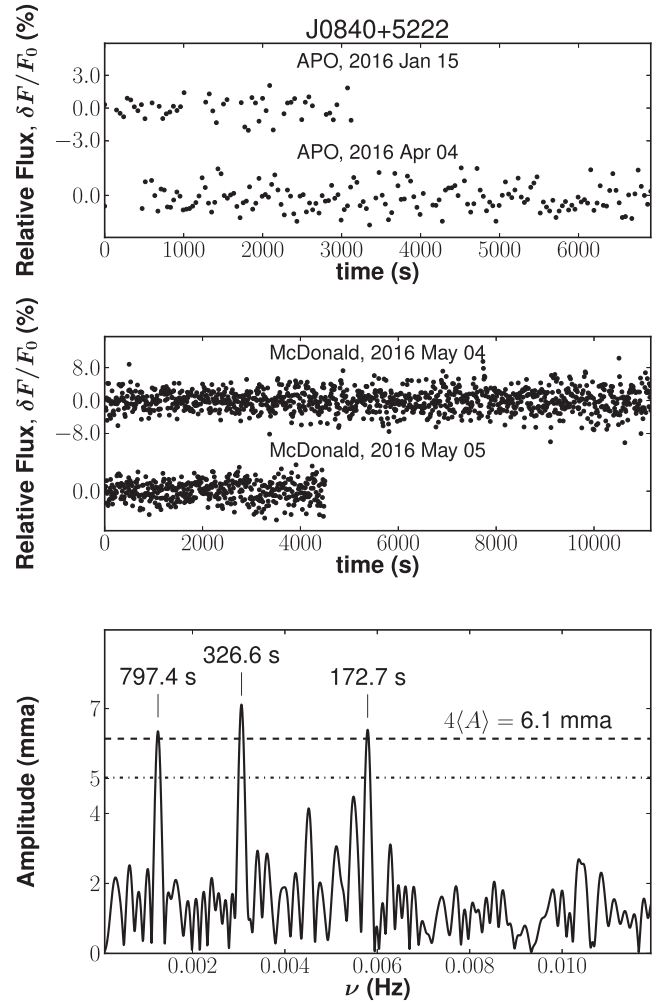 J0840+5222
APO, 2016 Jan 15
3.0
0.0
−3.0
APO, 2016 Apr 04
0.0
Relative Flux, δF/F₀ (%)
0 1000 2000 3000 4000 5000 6000
time (s)
McDonald, 2016 May 04
8.0
0.0
−8.0
McDonald, 2016 May 05
0.0
Relative Flux, δF/F₀ (%)
0 2000 4000 6000 8000 10000
time (s)
326.6 s
797.4 s 172.7 s
4⟨A⟩ = 6.1 mma
7
5
4
2
0
Amplitude (mma)
0.002 0.004 0.006 0.008 0.010
ν (Hz)